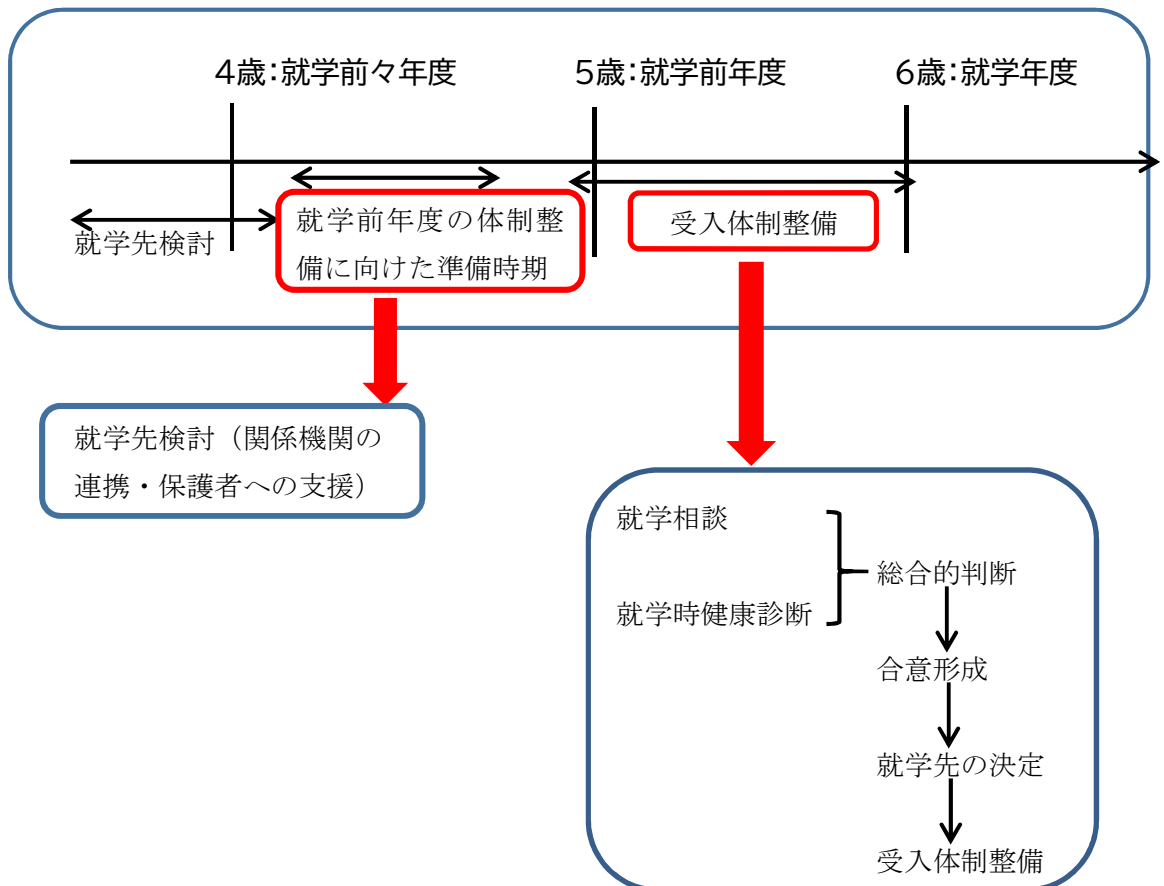 4歳:就学前々年度
5歳:就学前年度
6歳:就学年度
就学先検討
就学前年度の体制整
備に向けた準備時期
受入体制整備
就学先検討(関係機関の
連携・保護者への支援)
就学相談
就学時健康診断
総合的判断
合意形成
就学先の決定
受入体制整備